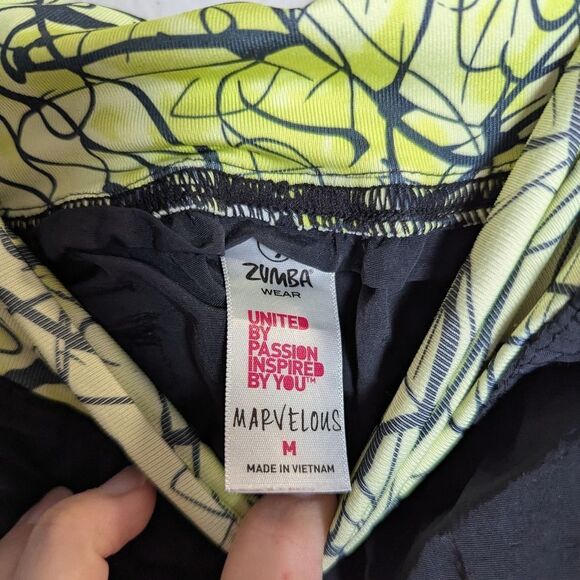 ZUMBA®
WEAR
UNITED
BY
PASSION
INSPIRED
BY YOU™
MARVELOUS
M
MADE IN VIETNAM